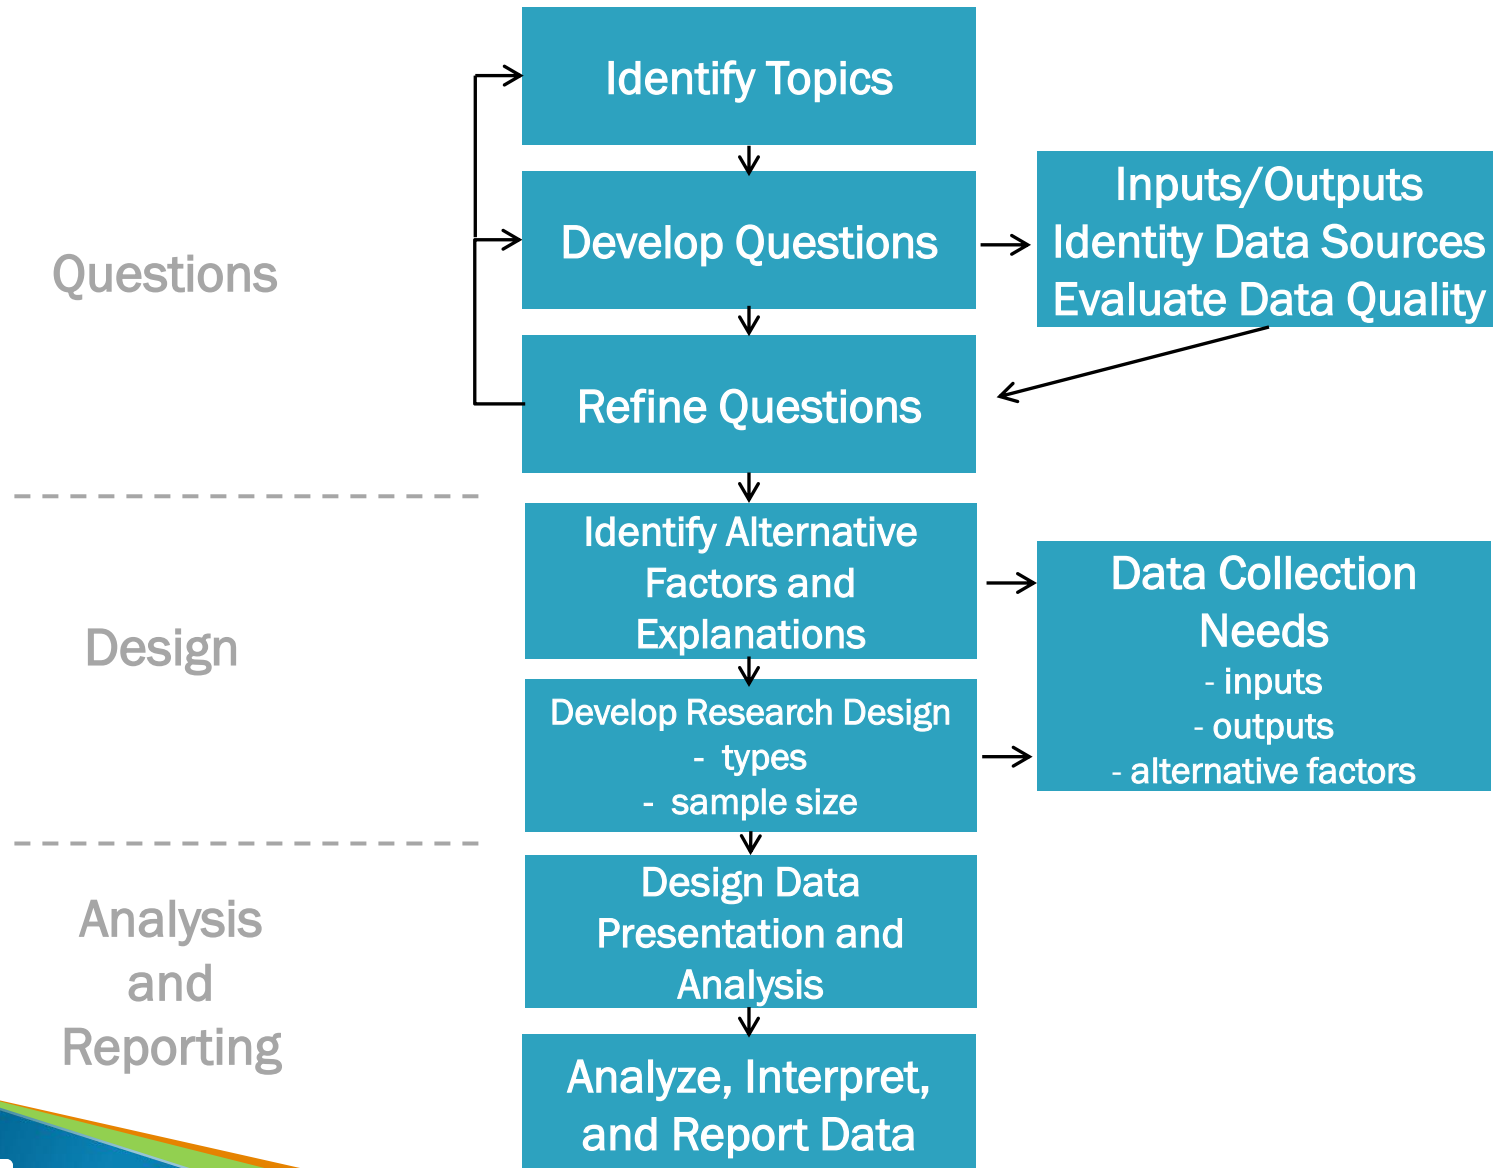 Identify Topics
Develop Questions
Inputs/Outputs
Identity Data Sources
Evaluate Data Quality
Questions
Refine Questions
Identify Alternative
Factors and
Explanations
Data Collection
Needs
- inputs
- outputs
- alternative factors
Design
Develop Research Design
- types
- sample size
Design Data
Presentation and
Analysis
Analysis
and
Reporting
Analyze, Interpret,
and Report Data